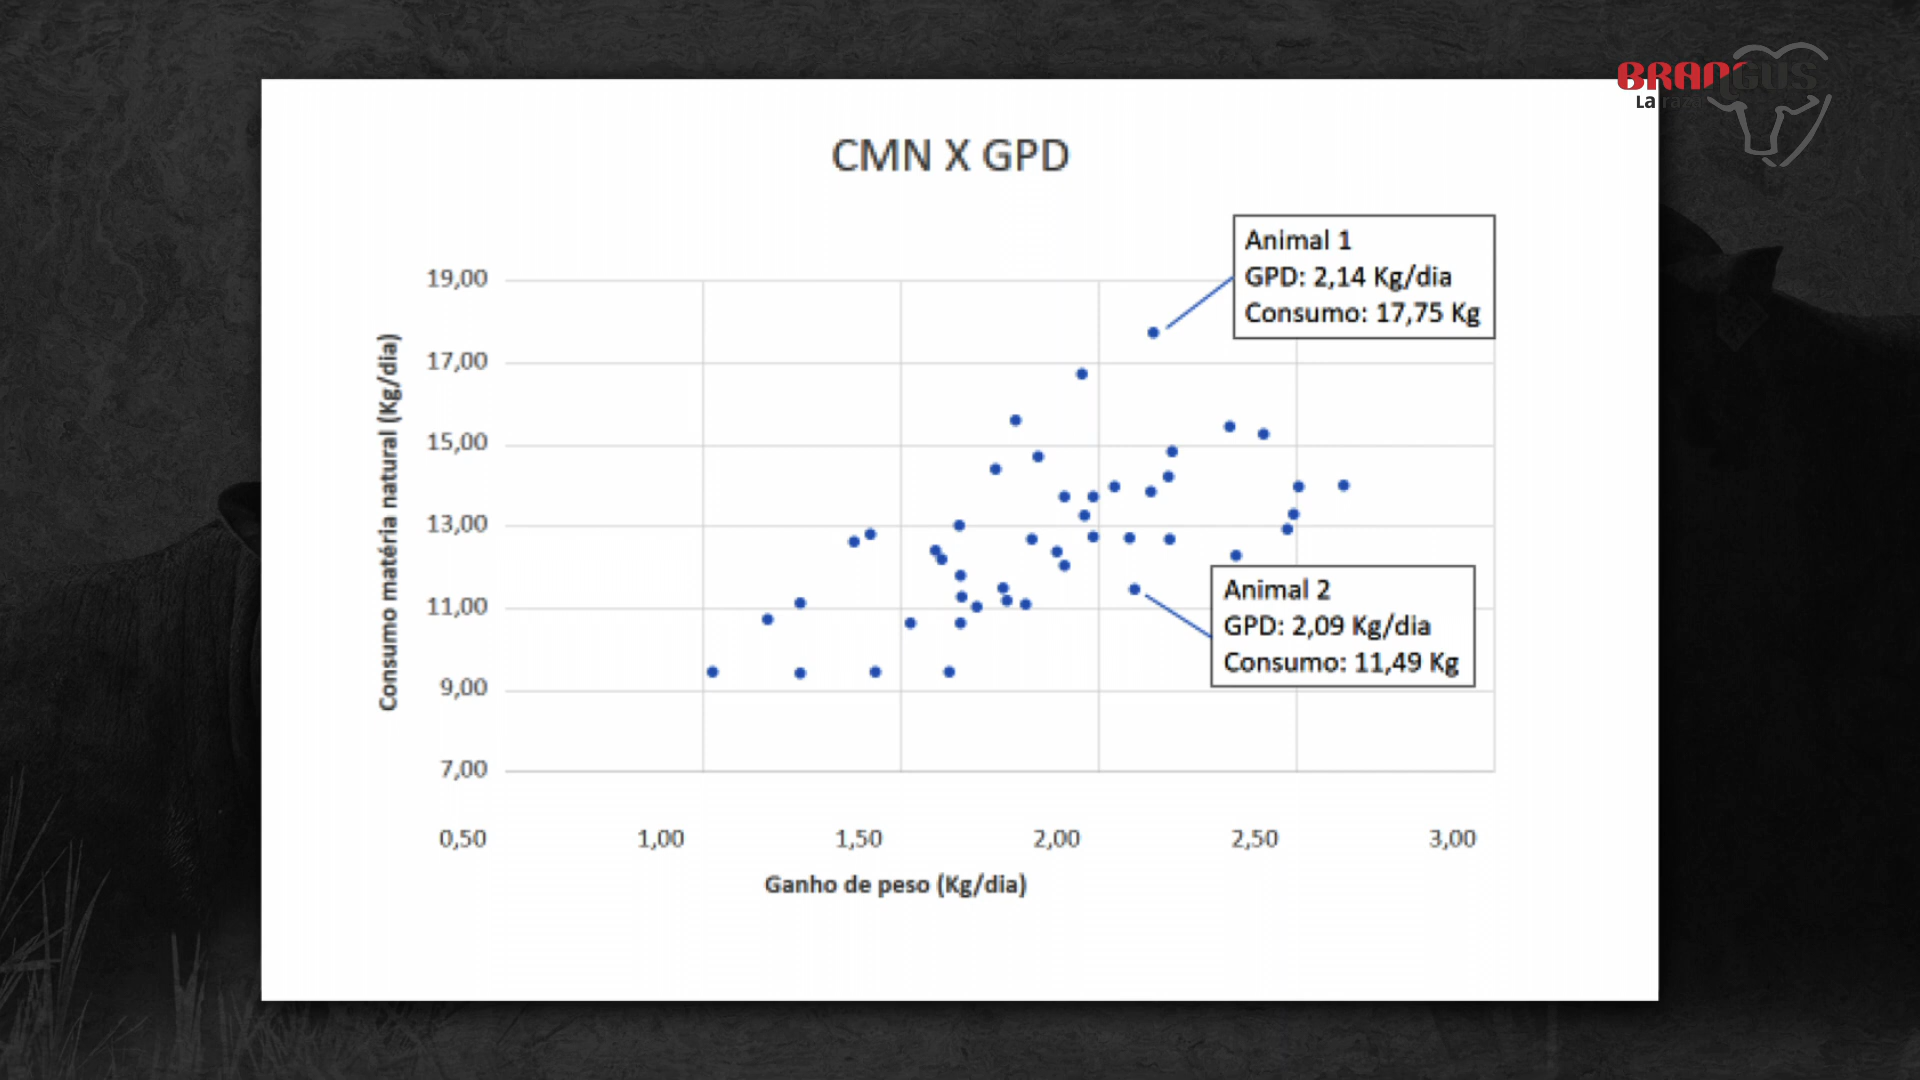 BRANGUS
La raza
CMN X GPD
Animal 1
GPD: 2,14 Kg/dia
Consumo: 17,75 Kg
19,00
17,00
15,00
13,00
11,00
9,00
7,00
Consumo matéria natural (Kg/dia)
Animal 2
GPD: 2,09 Kg/dia
Consumo: 11,49 Kg
0,50 1,00 1,50 2,00 2,50 3,00
Ganho de peso (Kg/dia)